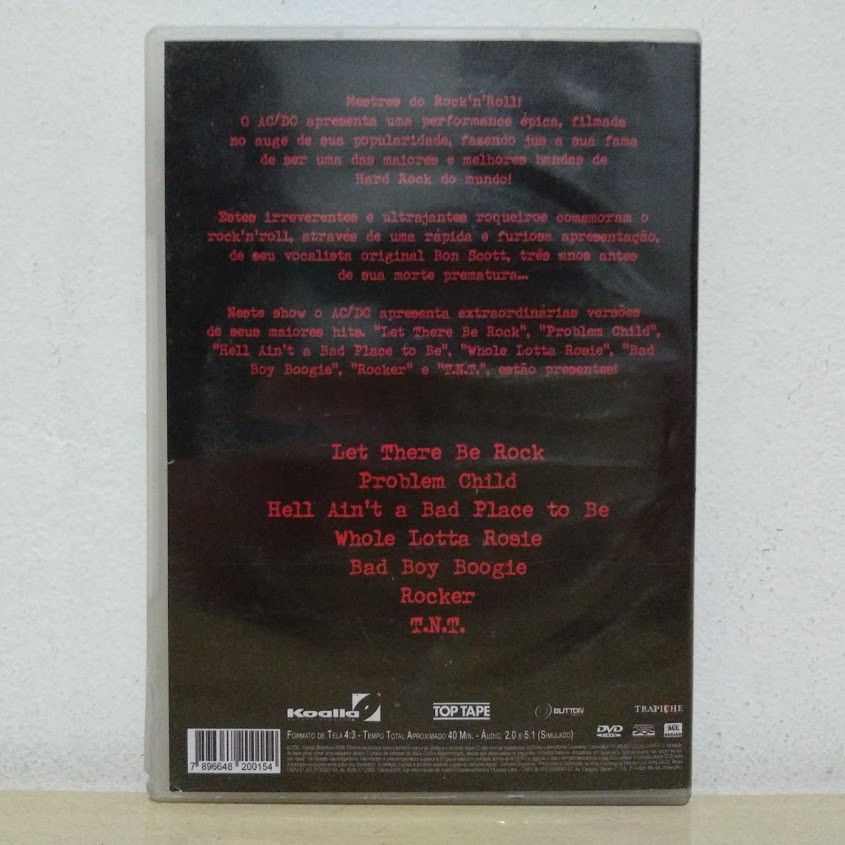 Mestres do Rock'n'Roll!
O AC/DC apresenta uma performance épica, filmada
no auge de sua popularidade, fazendo jus a sua fama
de ser uma das maiores e melhores bandas de
Hard Rock do mundo!
Estes irreverentes e ultrajantes roqueiros comemoram o
rock'n'roll, através de uma rápida e furiosa apresentação,
de seu vocalista original Bon Scott, três anos antes
de sua morte prematura...
Neste show o AC/DC apresenta extraordinárias versões
de seus maiores hits. "Let There Be Rock", "Problem Child",
"Hell Ain't a Bad Place to Be", "Whole Lotta Rosie", "Bad
Boy Boogie", "Rocker" e "T.N.T.", estão presentes!
Let There Be Rock
Problem Child
Hell Ain't a Bad Place to Be
Whole Lotta Rosie
Bad Boy Boogie
Rocker
T.N.T.
Koalla TOP TAPE BUTTON TRAPICHE
FORMATO DE TELA 4:3 - TEMPO TOTAL APROXIMADO 40 MIN. - ÁUDIO: 2.0 E 5.1 (SIMULADO) DVD ALL
7 896648 200154